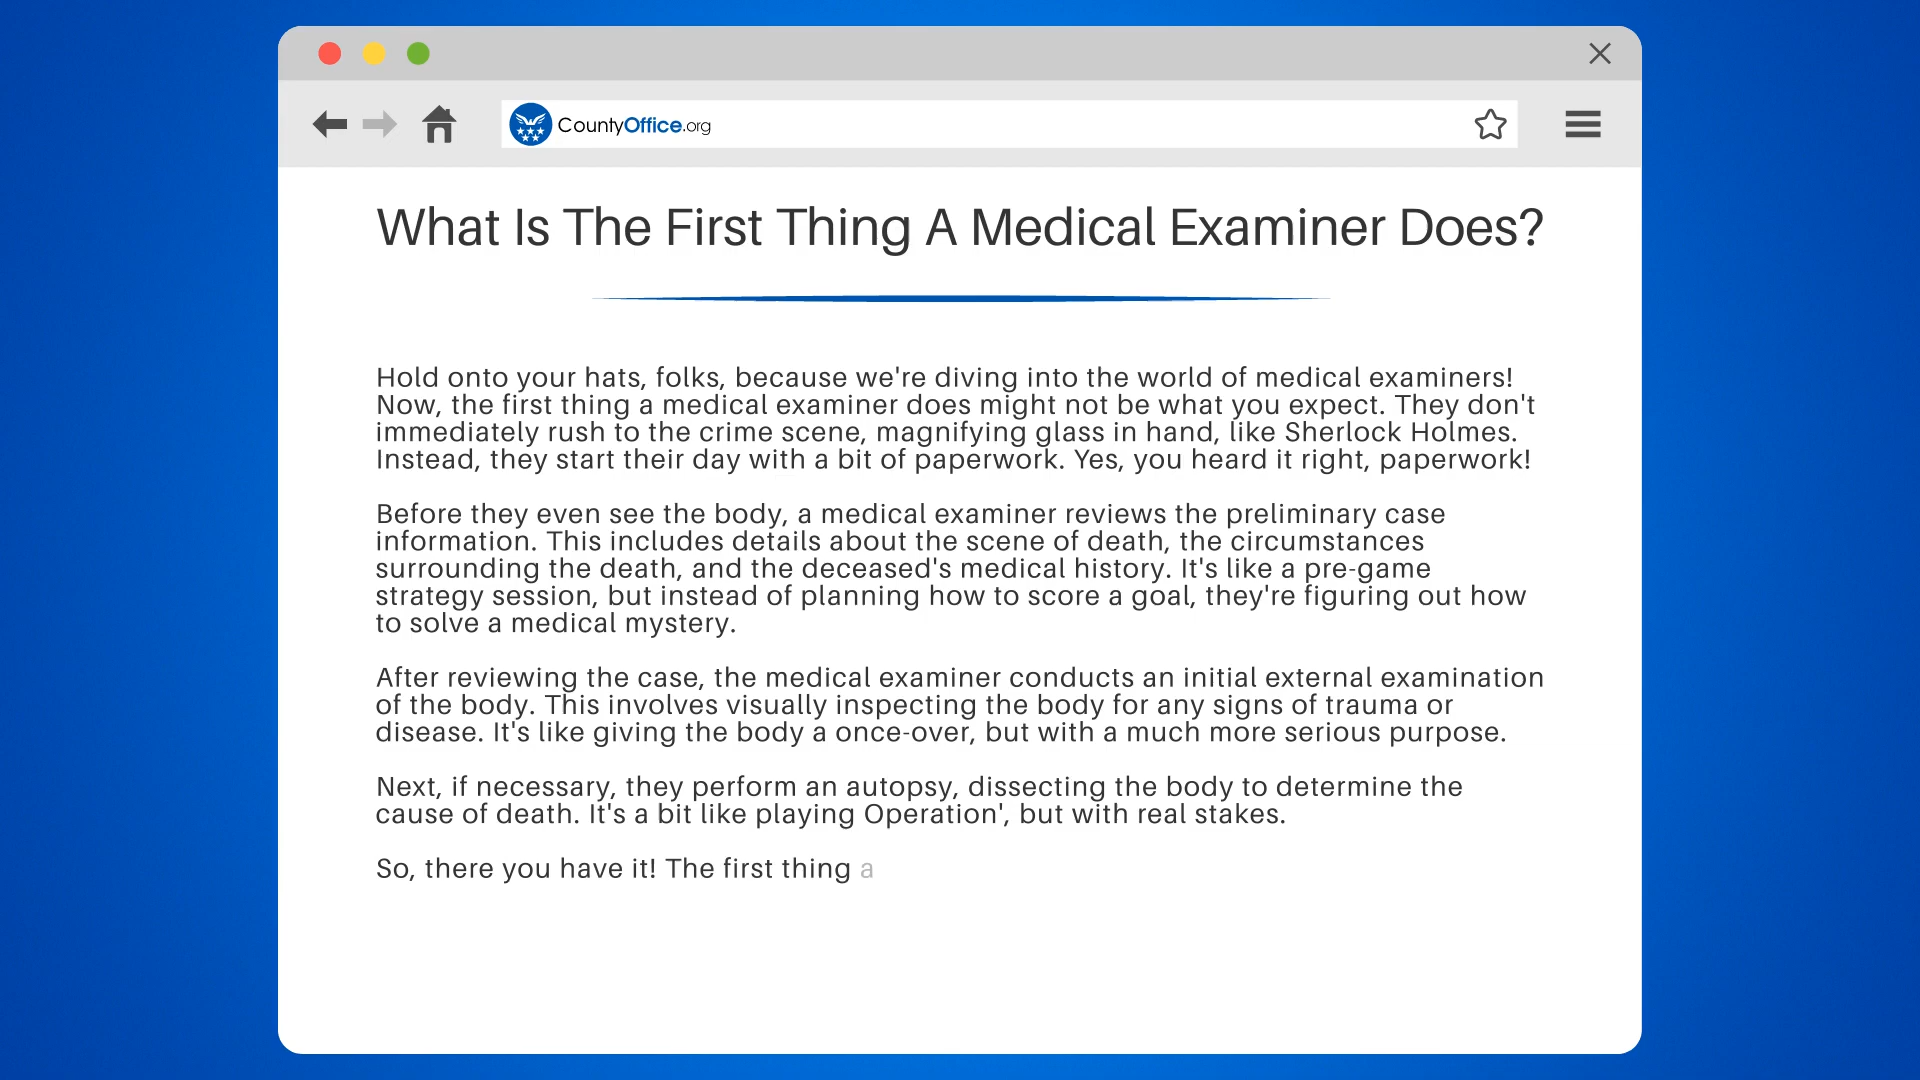 CountyOffice.org
What Is The First Thing A Medical Examiner Does?
Hold onto your hats, folks, because we're diving into the world of medical examiners!
Now, the first thing a medical examiner does might not be what you expect. They don't
immediately rush to the crime scene, magnifying glass in hand, like Sherlock Holmes.
Instead, they start their day with a bit of paperwork. Yes, you heard it right, paperwork!
Before they even see the body, a medical examiner reviews the preliminary case
information. This includes details about the scene of death, the circumstances
surrounding the death, and the deceased's medical history. It's like a pre-game
strategy session, but instead of planning how to score a goal, they're figuring out how
to solve a medical mystery.
After reviewing the case, the medical examiner conducts an initial external examination
of the body. This involves visually inspecting the body for any signs of trauma or
disease. It's like giving the body a once-over, but with a much more serious purpose.
Next, if necessary, they perform an autopsy, dissecting the body to determine the
cause of death. It's a bit like playing Operation', but with real stakes.
So, there you have it! The first thing a